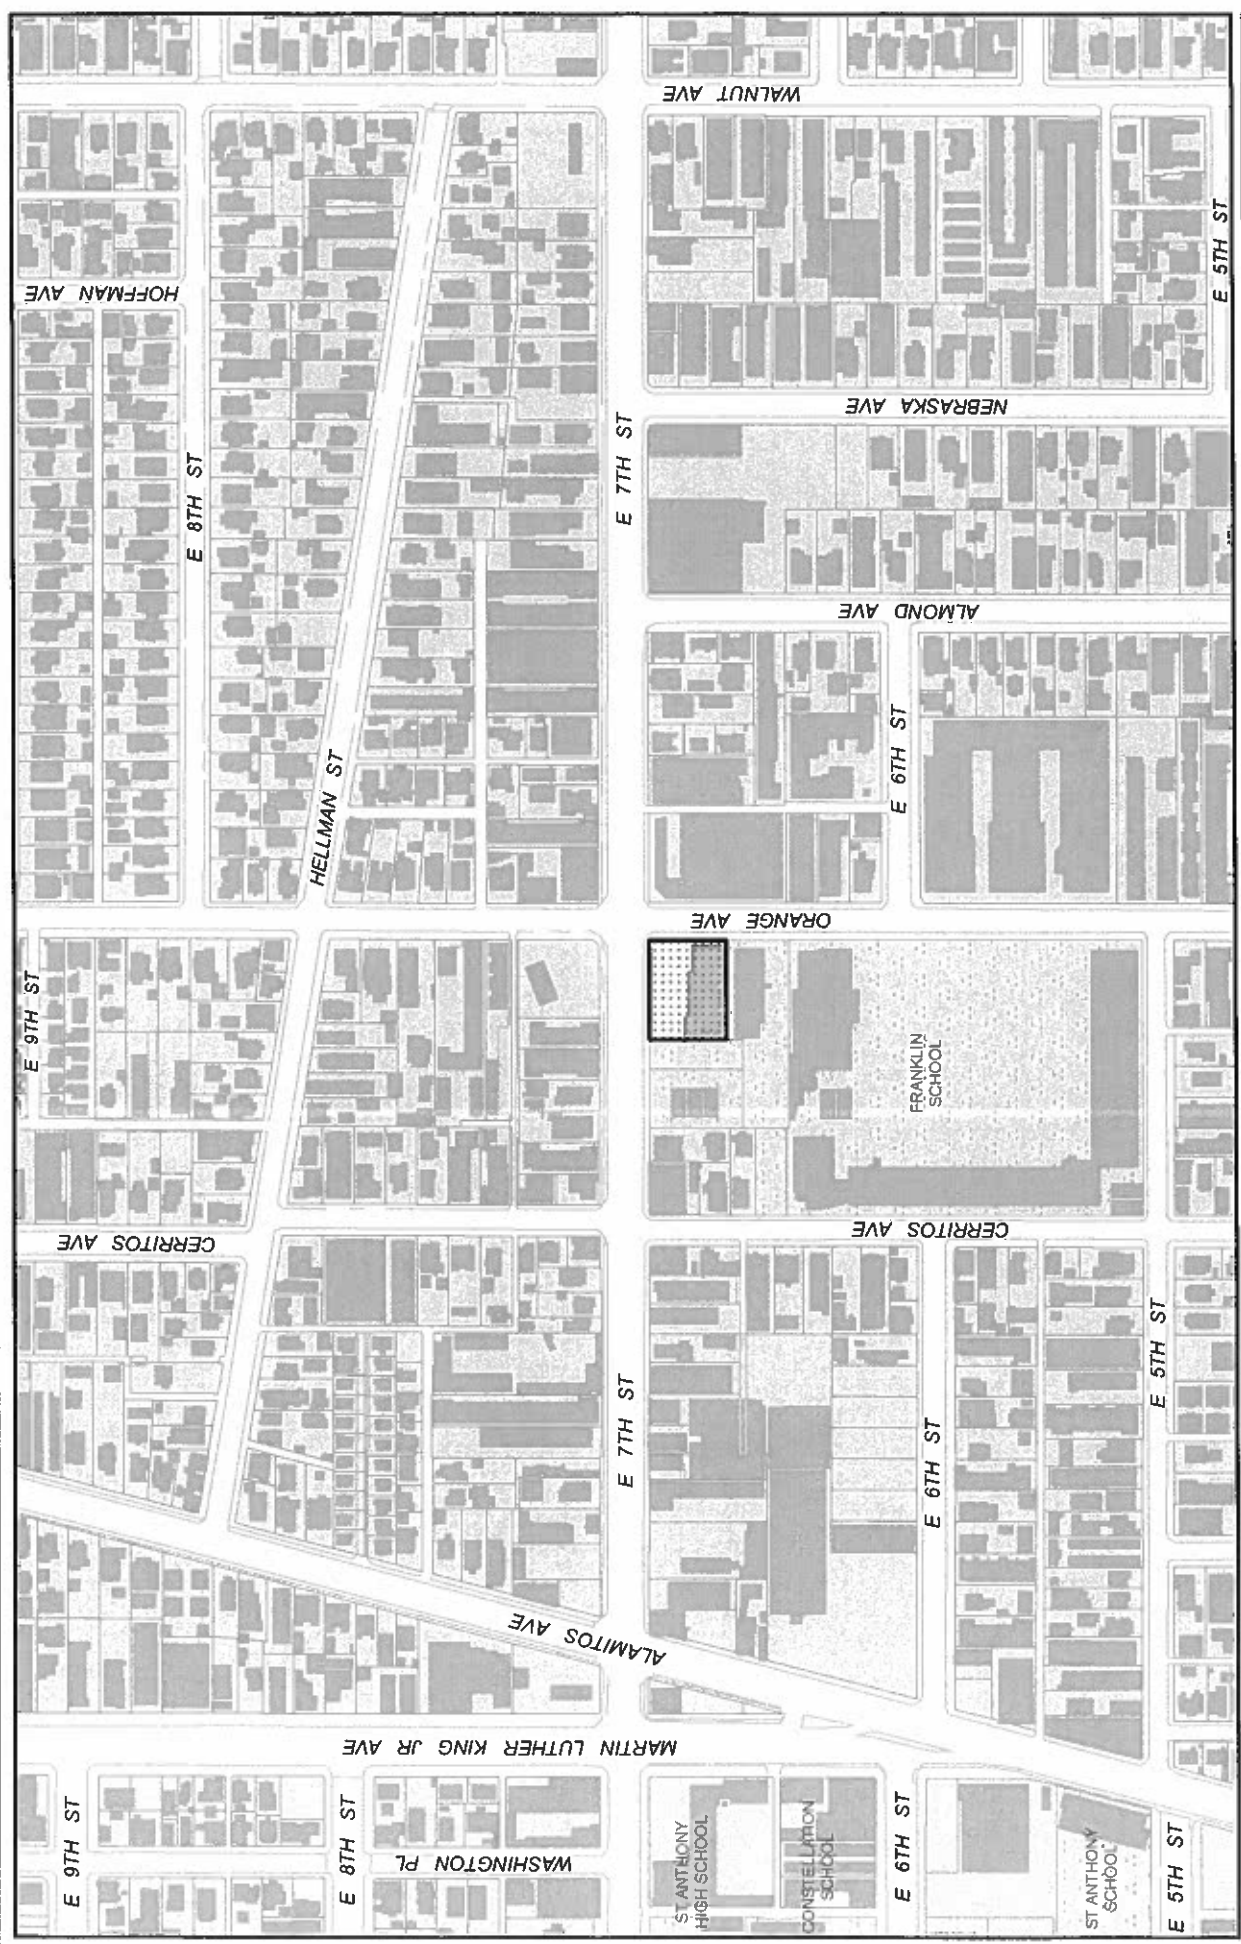 WALNUT AVE
E 5TH ST
HOFFMAN AVE
NEBRASKA AVE
E 7TH ST
E 8TH ST
ALMOND AVE
E 6TH ST
HELLMAN ST
ORANGE AVE
E 9TH ST
FRANKLIN
SCHOOL
CERRITOS AVE
CERRITOS AVE
E 5TH ST
E 7TH ST
E 6TH ST
ALAMITOS AVE
MARTIN LUTHER KING JR AVE
E 9TH ST
E 8TH ST
WASHINGTON PL
ST ANTHONY
HIGH SCHOOL
CONSTELLATION
SCHOOL
E 6TH ST
ST ANTHONY
SCHOOL
E 5TH ST